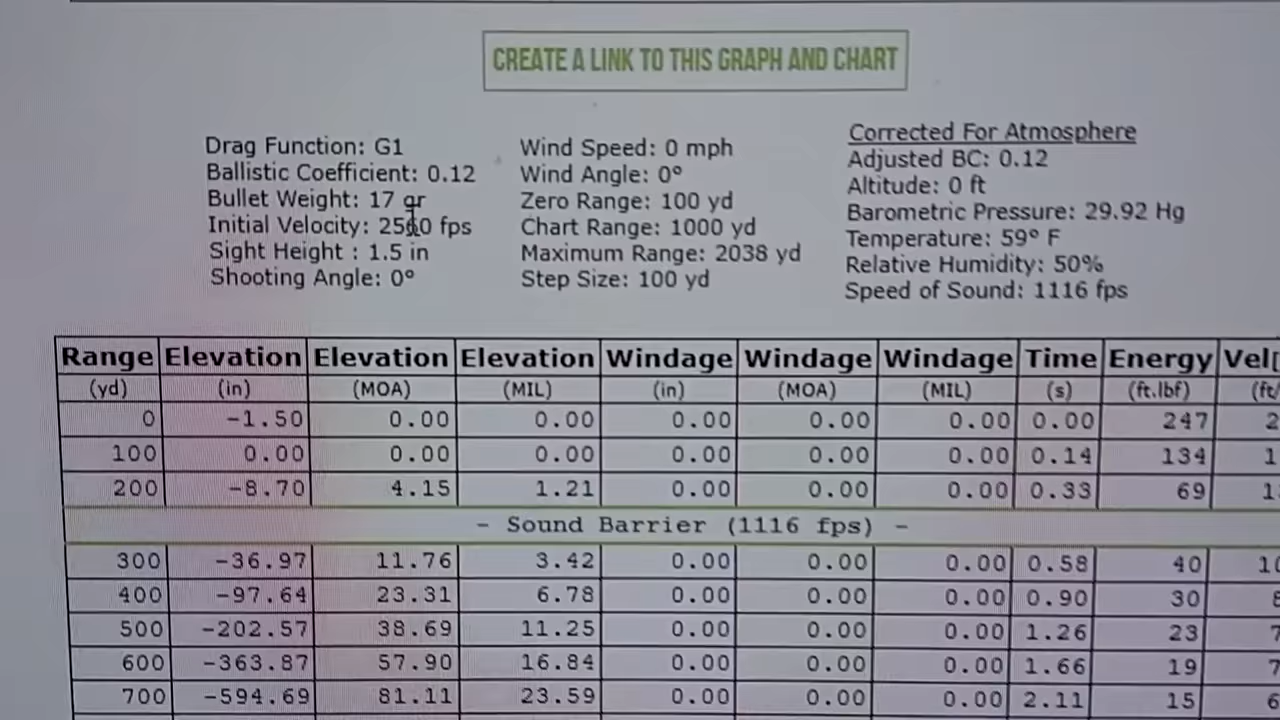 CREATE A LINK TO THIS GRAPH AND CHART
Drag Function: G1
Ballistic Coefficient: 0.12
Bullet Weight: 17 gr
Initial Velocity: fps
Sight Height : 1.5 in
Shooting Angle: 0°
Wind Speed: 0 mph
Wind Angle: 0°
Zero Range: 100 yd
Chart Range: 1000 yd
Maximum Range: 2038 yd
Step Size: 100 yd
Corrected For Atmosphere
Adjusted BC: 0.12
Altitude: 0 ft
Barometric Pressure: 29.92 Hg
Temperature: 59° F
Relative Humidity: 50%
Speed of Sound: 1116 fps
Range Elevation Elevation Elevation Windage Windage Windage Time Energy Vel[
(yd) (in) (MOA) (MIL) (in) (MOA) (MIL) (s) (ft.lbf) (ft/
0 -1.50 0.00 0.00 0.00 0.00 0.00 0.00 247 2
100 0.00 0.00 0.00 0.00 0.00 0.00 0.14 134 1
200 -8.70 4.15 1.21 0.00 0.00 0.00 0.33 69
- Sound Barrier (1116 fps) -
300 -36.97 11.76 3.42 0.00 0.00 0.00 0.58 40
400 -97.64 23.31 6.78 0.00 0.00 0.00 0.90 30
500 -202.57 38.69 11.25 0.00 0.00 0.00 1.26 23 7
600 -363.87 57.90 16.84 0.00 0.00 0.00 1.66 19 7
700 -594.69 81.11 23.59 0.00 0.00 0.00 2.11 15 6